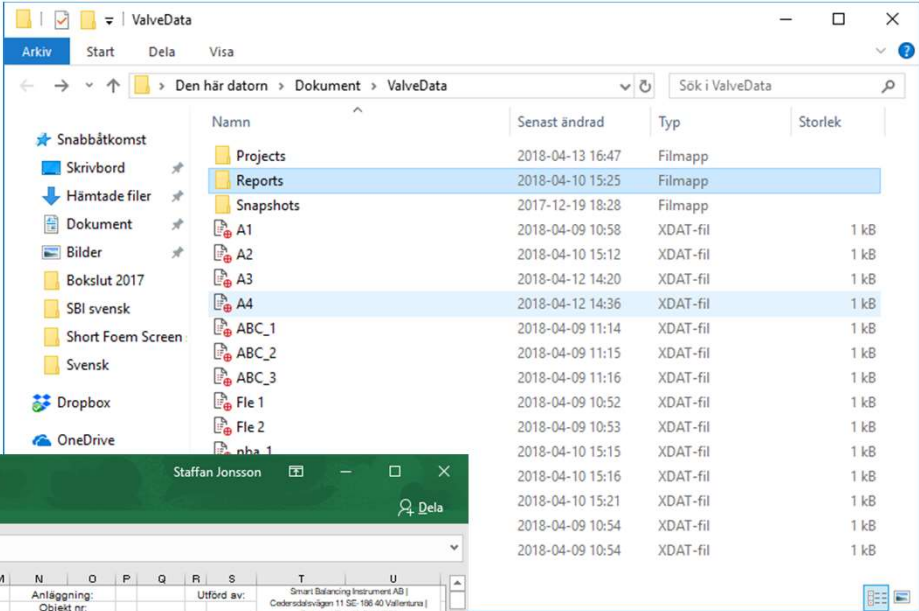 ValveData
Arkiv Start Dela Visa
Den här datorn > Dokument > ValveData Sök i ValveData
Namn Senast ändrad Typ Storlek
Snabbåtkomst
Skrivbord
Hämtade filer
Dokument
Bilder
Bokslut 2017
SBI svensk
Short Foem Screen
Svensk
Dropbox
OneDrive
Projects 2018-04-13 16:47 Filmapp
Reports 2018-04-10 15:25 Filmapp
Snapshots 2017-12-19 18:28 Filmapp
A1 2018-04-09 10:58 XDAT-fil 1 kB
A2 2018-04-10 15:12 XDAT-fil 1 kB
A3 2018-04-12 14:20 XDAT-fil 1 kB
A4 2018-04-12 14:36 XDAT-fil 1 kB
ABC_1 2018-04-09 11:14 XDAT-fil 1 kB
ABC_2 2018-04-09 11:15 XDAT-fil 1 kB
ABC_3 2018-04-09 11:16 XDAT-fil 1 kB
Fle 1 2018-04-09 10:52 XDAT-fil 1 kB
Fle 2 2018-04-09 10:53 XDAT-fil 1 kB
2018-04-10 15:15 XDAT-fil 1 kB
2018-04-10 15:16 XDAT-fil 1 kB
2018-04-10 15:21 XDAT-fil 1 kB
2018-04-09 10:54 XDAT-fil 1 kB
2018-04-09 10:54 XDAT-fil 1 kB
Staffan Jonsson
Dela
M N O P Q R S T U
Anläggning: Utförd av: Smart Balancing Instrument AB |
Objekt nr: Cedersdalsvägen 11 SE-186 40 Vallentuna |